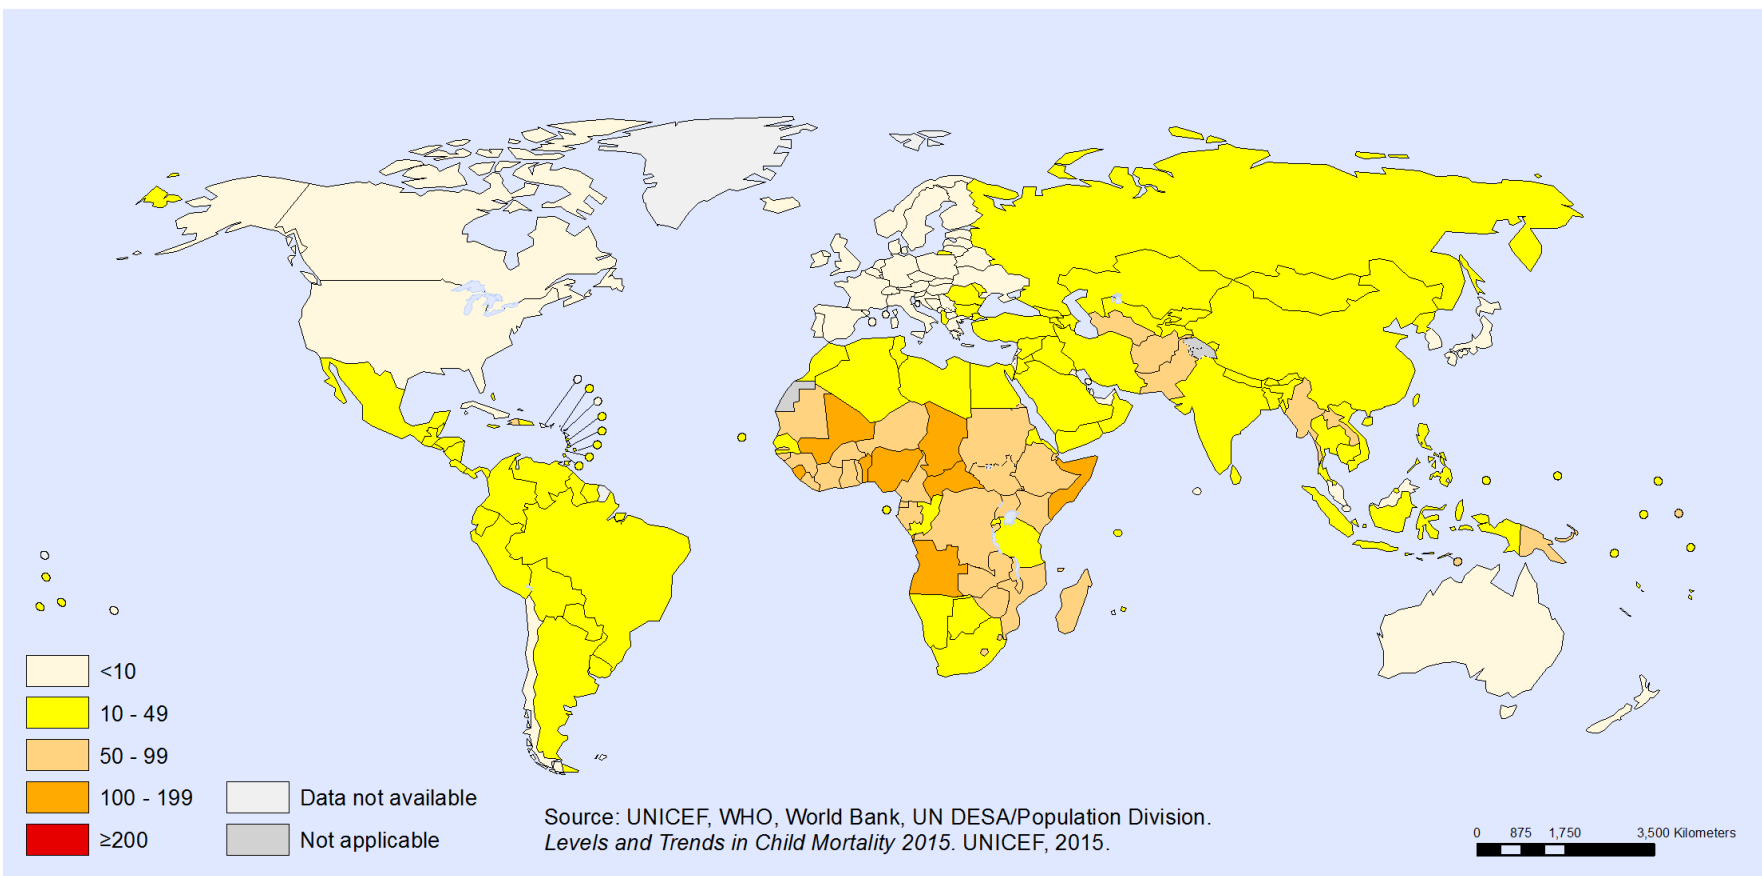 <10
10 - 49
50 - 99
100 - 199
≥200
Data not available
Not applicable
Source: UNICEF, WHO, World Bank, UN DESA/Population Division.
Levels and Trends in Child Mortality 2015. UNICEF, 2015.
0 875 1,750 3,500 Kilometers